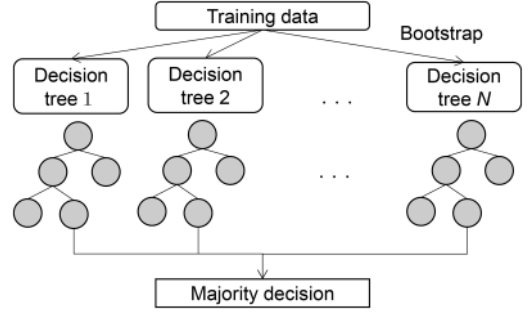 Training data
Bootstrap
Decision
tree 1
Decision
tree 2
. . .
Decision
tree N
. . .
Majority decision